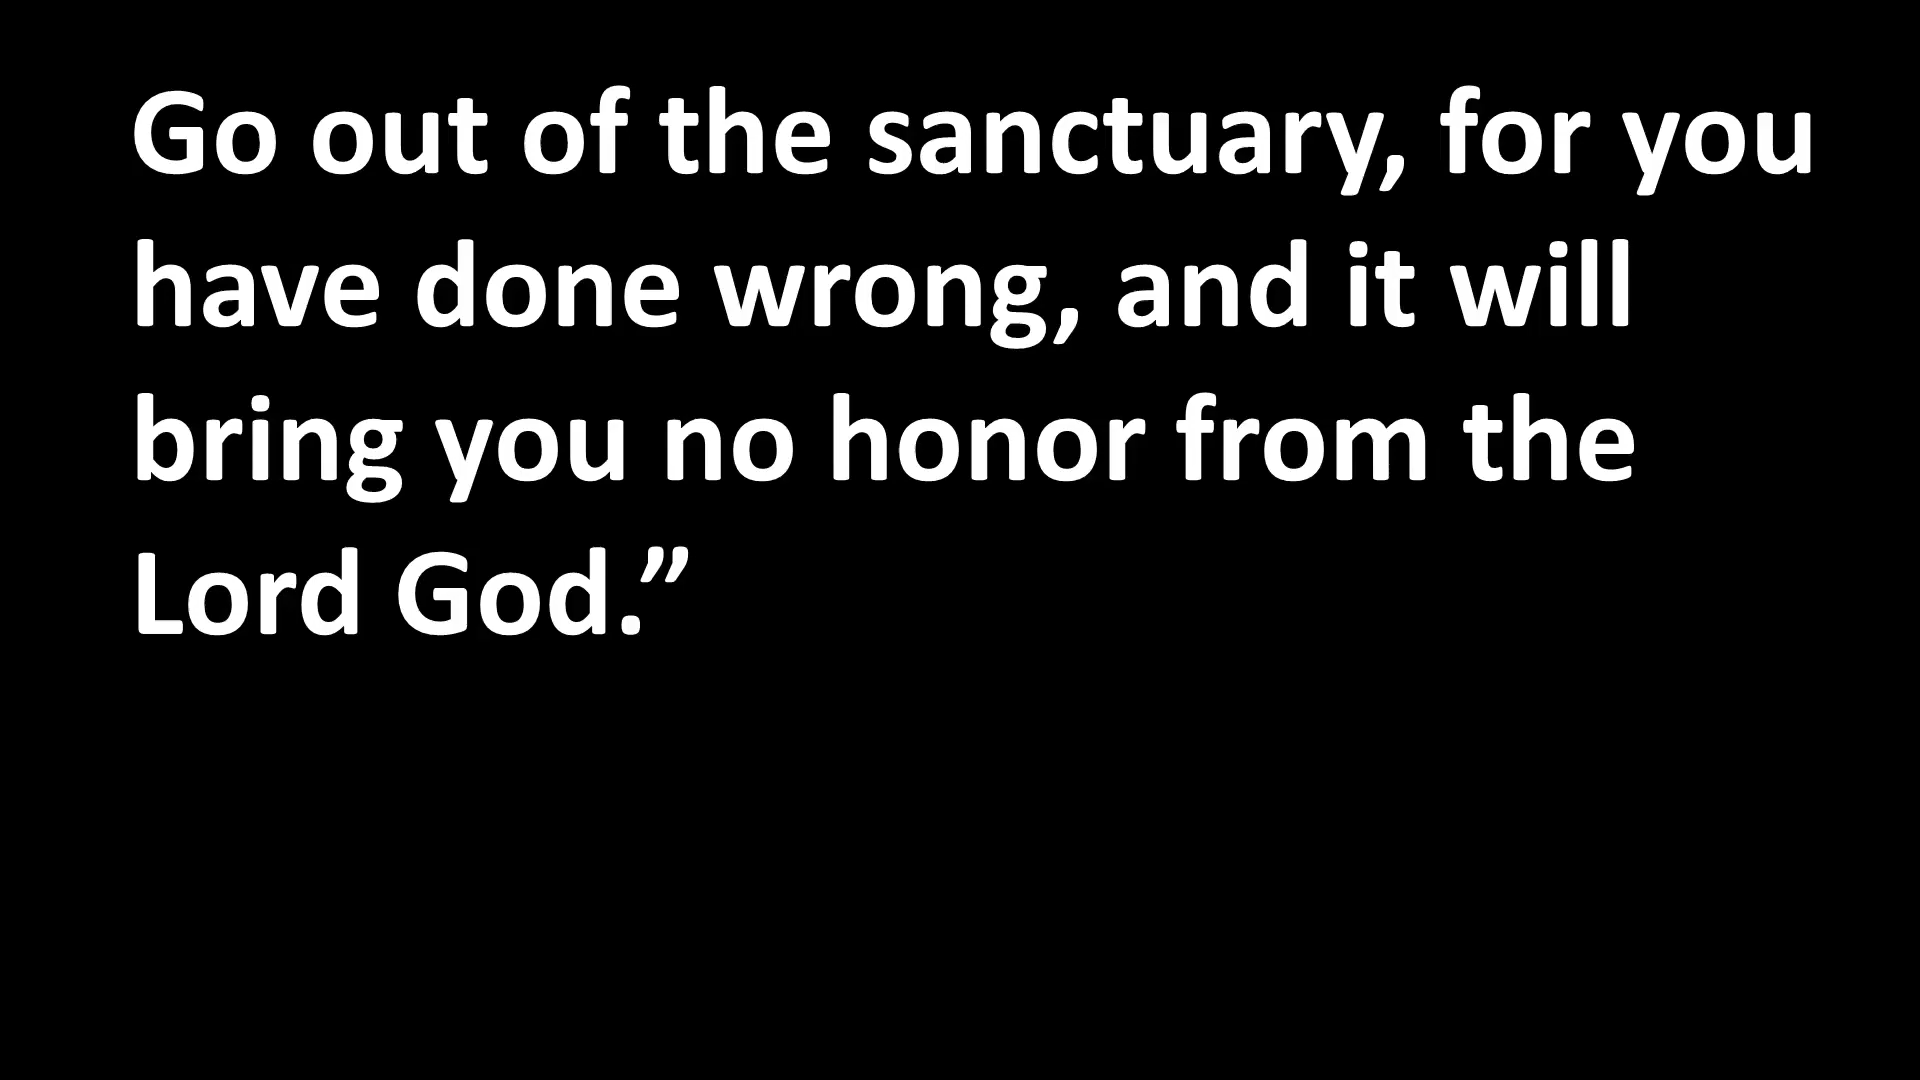 Go out of the sanctuary, for you
have done wrong, and it will
bring you no honor from the
Lord God.”